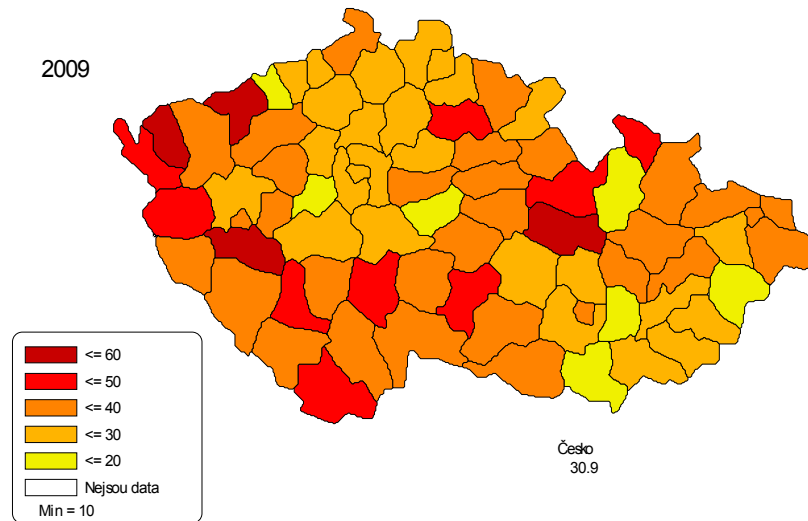 2009
<= 60
<= 50
<= 40
<= 30
<= 20
Nejsou data
Min = 10
Česko
30.9